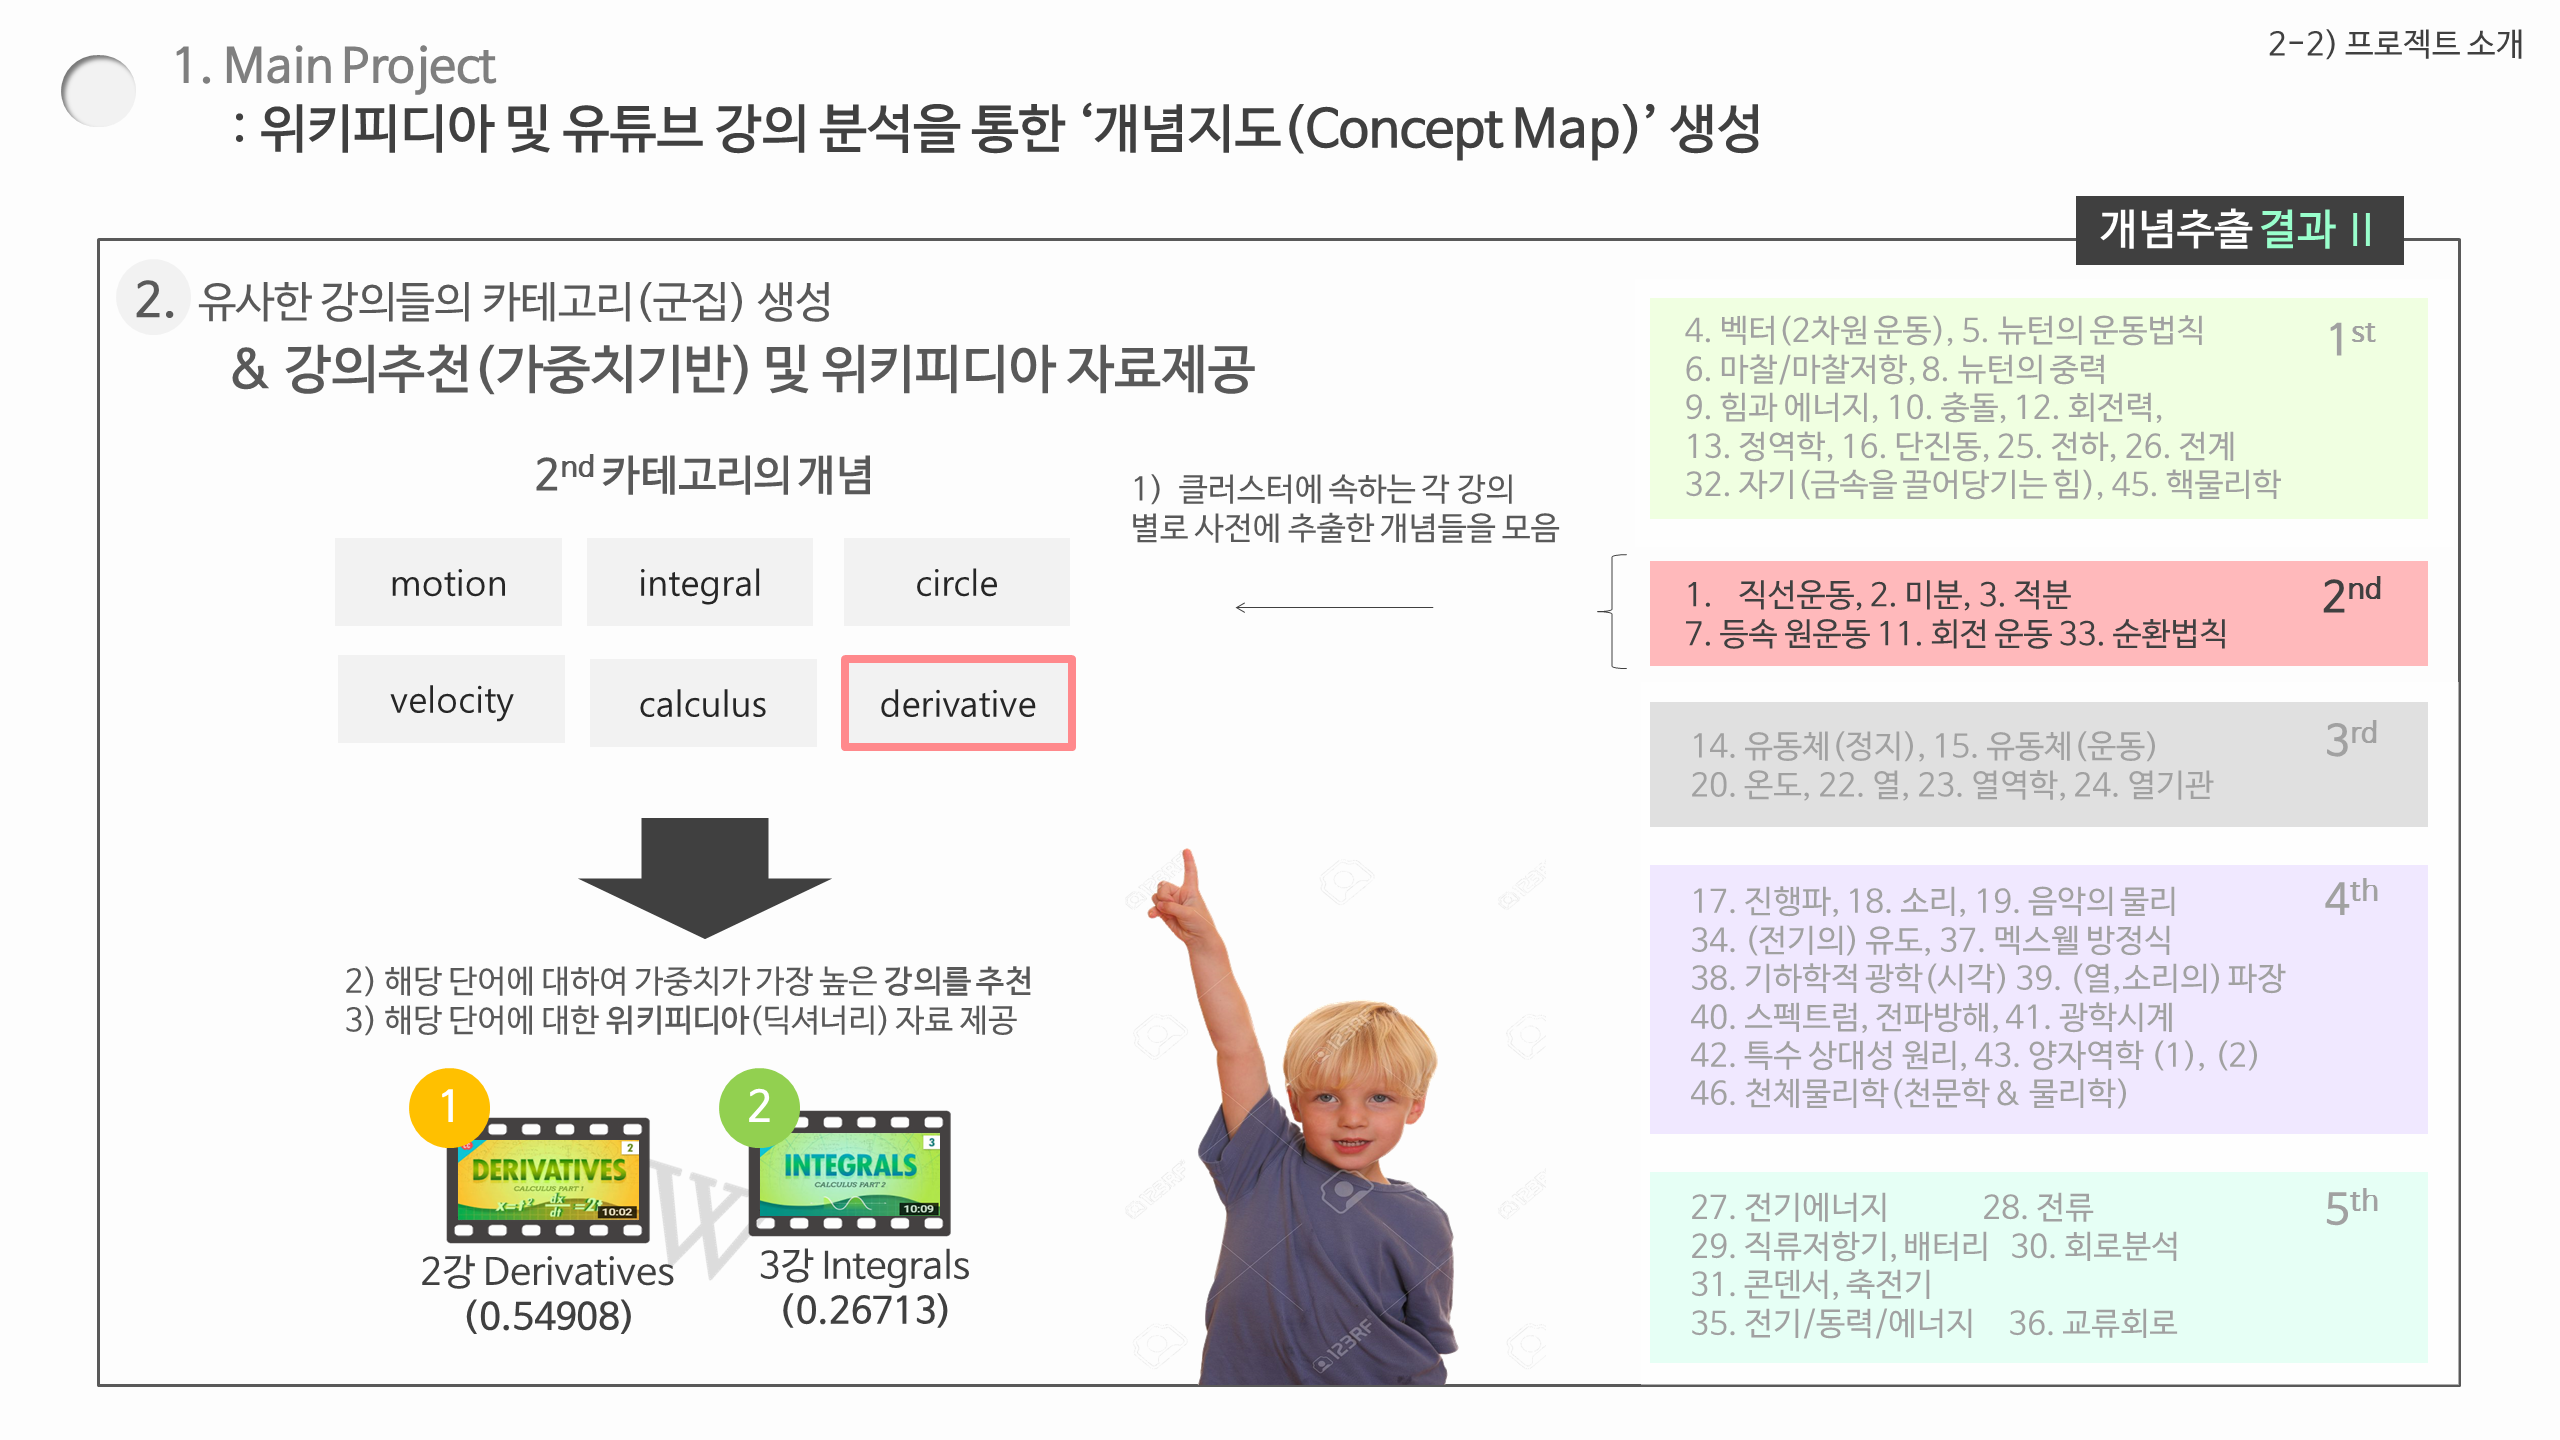 2-2) 프로젝트 소개
1. Main Project
: 위키피디아 및 유튜브 강의 분석을 통한 ‘개념지도(Concept Map)’ 생성
개념추출 결과 II
2. 유사한 강의들의 카테고리(군집) 생성
& 강의추천(가중치기반) 및 위키피디아 자료제공
2nd 카테고리의 개념
motion integral circle
velocity calculus derivative
1) 클러스터에 속하는 각 강의
별로 사전에 추출한 개념들을 모음
2) 해당 단어에 대하여 가중치가 가장 높은 강의를 추천
3) 해당 단어에 대한 위키피디아(딕셔너리) 자료 제공
1
2
DERIVATIVES
CALCULUS PART 1
10:02
2
W
INTEGRALS
CALCULUS PART 2
10:09
3
2강 Derivatives
(0.54908)
3강 Integrals
(0.26713)
123RF
4. 벡터(2차원 운동), 5. 뉴턴의 운동법칙 1st
6. 마찰/마찰저항, 8. 뉴턴의 중력
9. 힘과 에너지, 10. 충돌, 12. 회전력,
13. 정역학, 16. 단진동, 25. 전하, 26. 전계
32. 자기(금속을 끌어당기는 힘), 45. 핵물리학
1. 직선운동, 2. 미분, 3. 적분 2nd
7. 등속 원운동 11. 회전 운동 33. 순환법칙
14. 유동체(정지), 15. 유동체(운동) 3rd
20. 온도, 22. 열, 23. 열역학, 24. 열기관
17. 진행파, 18. 소리, 19. 음악의 물리 4th
34. (전기의) 유도, 37. 멕스웰 방정식
38. 기하학적 광학(시각) 39. (열,소리의) 파장
40. 스펙트럼, 전파방해, 41. 광학시계
42. 특수 상대성 원리, 43. 양자역학 (1), (2)
46. 천체물리학(천문학 & 물리학)
27. 전기에너지 28. 전류 5th
29. 직류저항기, 배터리 30. 회로분석
31. 콘덴서, 축전기
35. 전기/동력/에너지 36. 교류회로